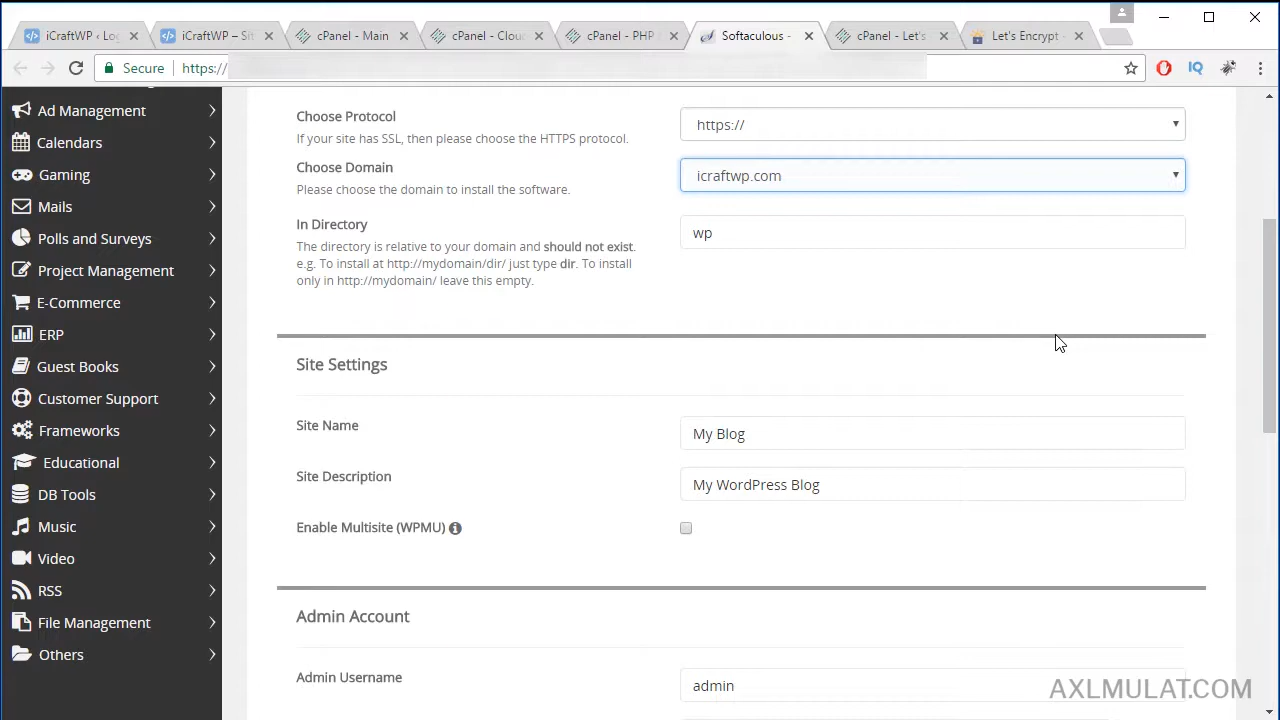 iCraftWP ‹ Log
iCraftWP – Sit
cPanel - Main
cPanel - Clou
cPanel - PHP
Softaculous -
cPanel - Let's
Let's Encrypt -
Secure
https://
IQ
Ad Management
Calendars
Gaming
Mails
Polls and Surveys
Project Management
E-Commerce
ERP
Guest Books
Customer Support
Frameworks
Educational
DB Tools
Music
Video
RSS
File Management
Others
Choose Protocol
If your site has SSL, then please choose the HTTPS protocol.
https://
Choose Domain
Please choose the domain to install the software.
icraftwp.com
In Directory
The directory is relative to your domain and should not exist.
e.g. To install at http://mydomain/dir/ just type dir. To install
only in http://mydomain/ leave this empty.
wp
Site Settings
Site Name
My Blog
Site Description
My WordPress Blog
Enable Multisite (WPMU)
Admin Account
Admin Username
admin
AXLMULAT.COM